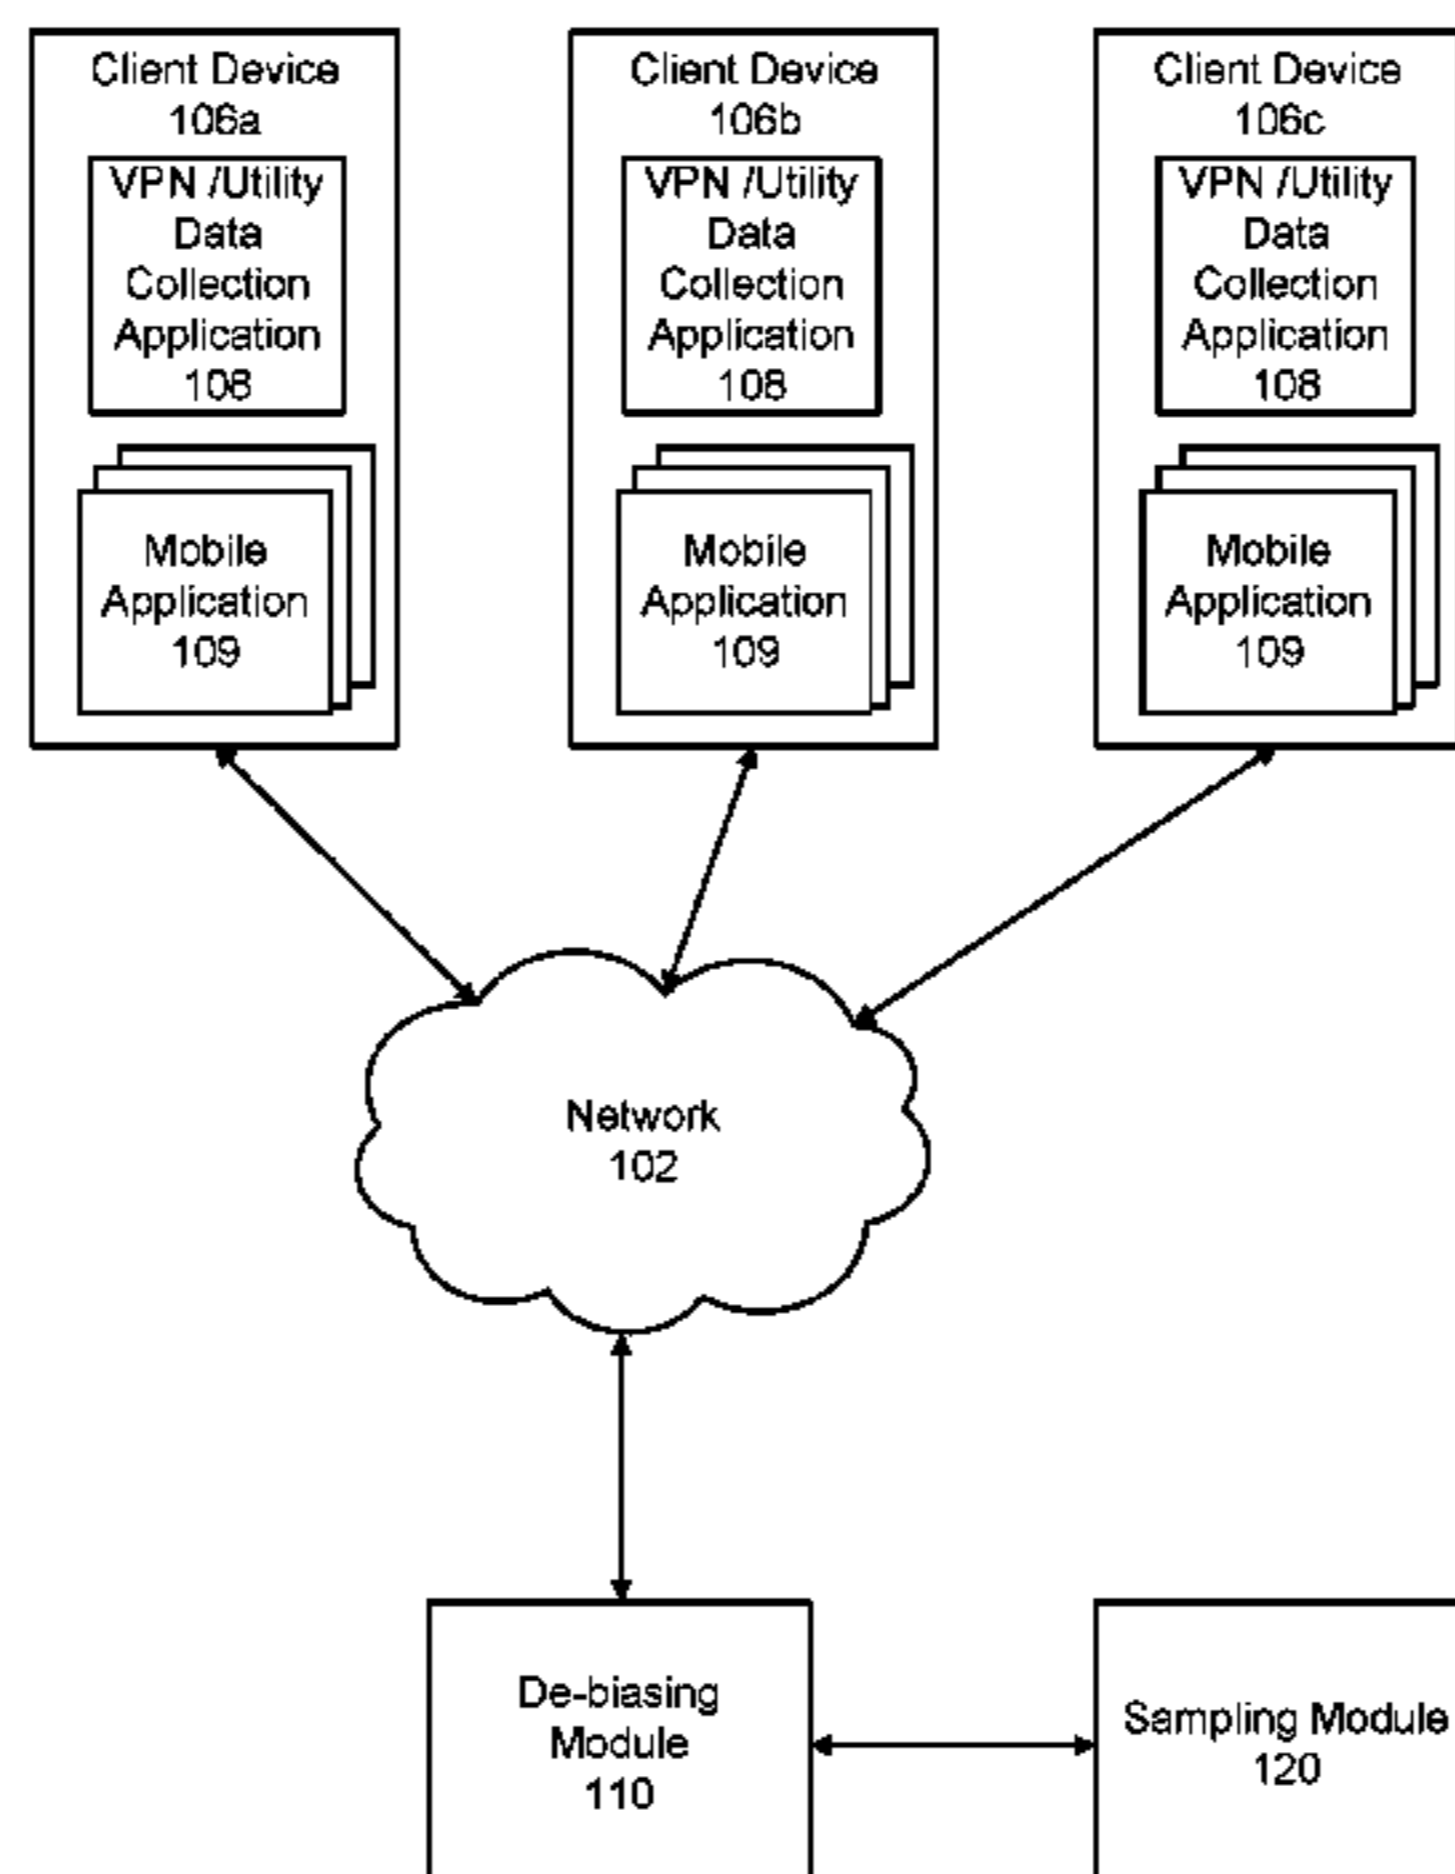 Client Device
106a
VPN /Utility
Data
Collection
Application
108
Mobile
Application
109
Client Device
106b
VPN /Utility
Data
Collection
Application
108
Mobile
Application
109
Client Device
106c
VPN /Utility
Data
Collection
Application
108
Mobile
Application
109
Network
102
De-biasing
Module
110
Sampling Module
120